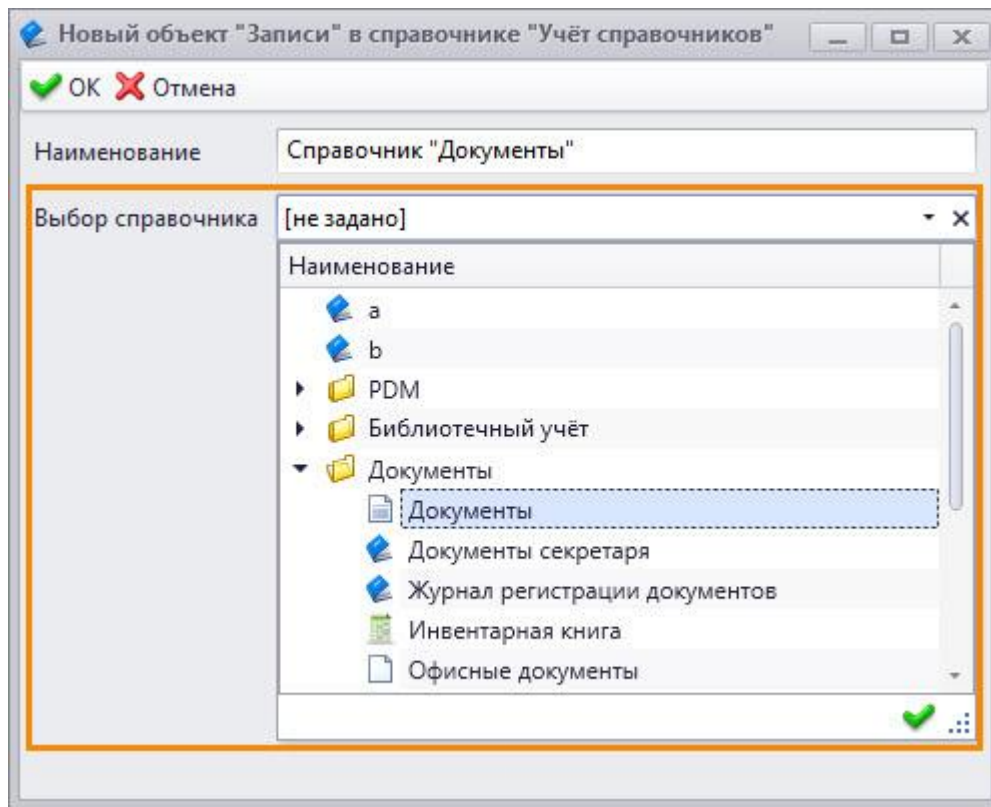 Новый объект "Записи" в справочнике "Учёт справочников"
ОК Отмена
Наименование Справочник "Документы"
Выбор справочника [не задано]
Наименование
a
b
PDM
Библиотечный учёт
Документы
Документы
Документы секретаря
Журнал регистрации документов
Инвентарная книга
Офисные документы